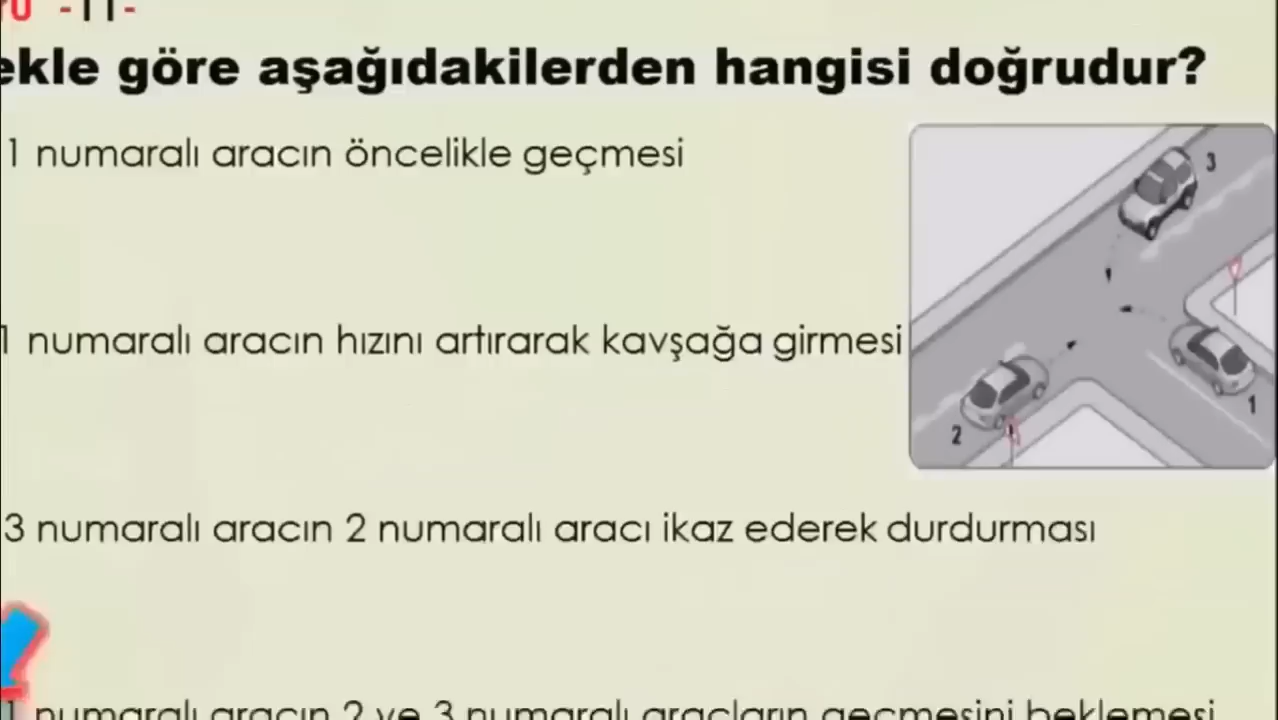 -11-
ekle göre aşağıdakilerden hangisi doğrudur?
1 numaralı aracın öncelikle geçmesi
3
1 numaralı aracın hızını artırarak kavşağa girmesi
1
2
3 numaralı aracın 2 numaralı aracı ikaz ederek durdurması
1 numaralı aracın 2 ve 3 numaralı araçların geçmesini beklemesi